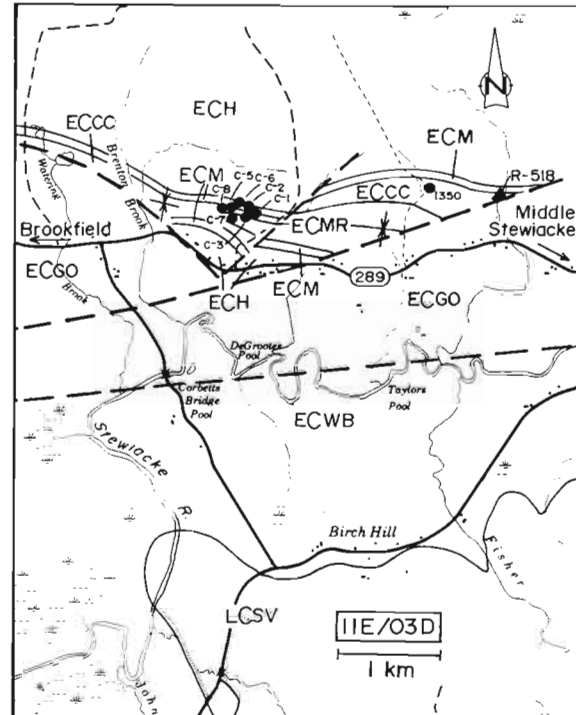 N
ECH
ECCC
Brenton
Brook
ECM
ECM
R-518
C-5
C-6
C-8
C-2
C-1
ECCC
1350
C-7
ECMR
Middle
Stewiacke
Brookfield
C-3
289
ECGO
ECH
ECM
ECGO
Brook
DeGrootes
Pool
Corbetts
Bridge
Pool
Taylors
Pool
ECWB
Stewiacke
R
Birch Hill
Fisher
LCSV
11E/03D
1 km
John